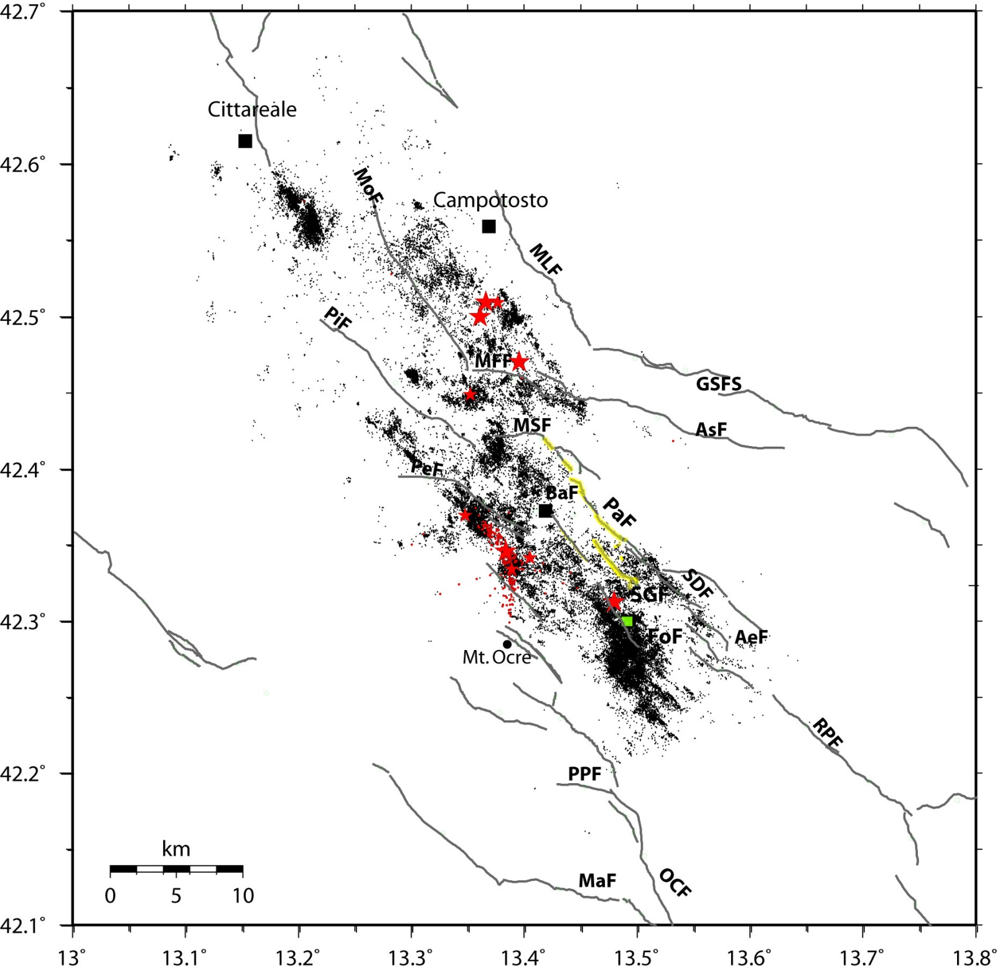 42.7°
Cittareale
42.6°
MoF
Campotosto
MLF
42.5°
PiF
MFF
GSFS
MSF
AsF
42.4°
PeF
BaF
PaF
SDF
SGF
42.3°
FoF
AeF
Mt. Ocre
RPF
42.2°
PPF
km
0 5 10
MaF
OCF
42.1°
13° 13.1° 13.2° 13.3° 13.4° 13.5° 13.6° 13.7° 13.8°